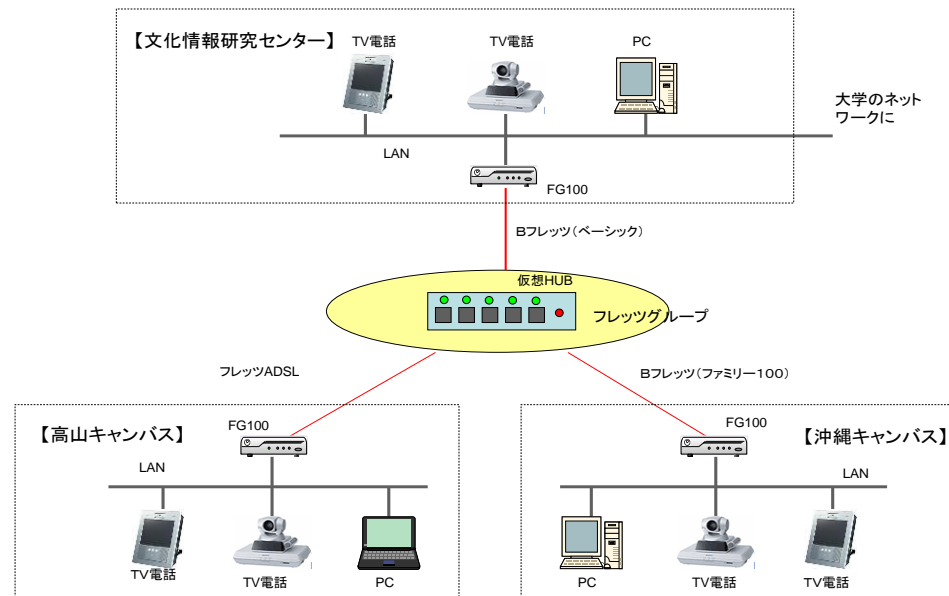 【文化情報研究センター】
TV電話
TV電話
PC
大学のネット
ワークに
LAN
FG100
Bフレッツ(ベーシック)
仮想HUB
フレッツグループ
フレッツADSL
Bフレッツ(ファミリー100)
【高山キャンバス】
FG100
LAN
TV電話
TV電話
PC
FG100
【沖縄キャンバス】
LAN
PC
TV電話
TV電話